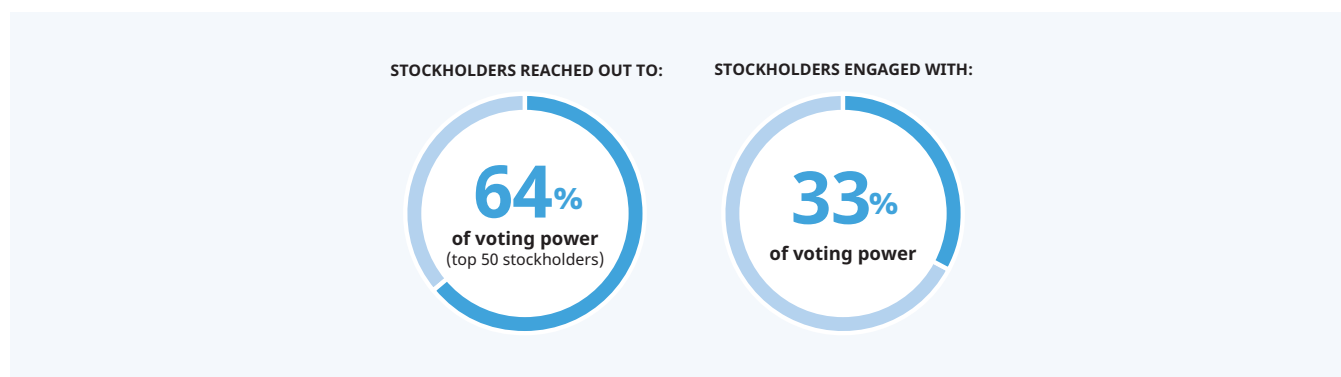 STOCKHOLDERS REACHED OUT TO:
64%
of voting power
(top 50 stockholders)
STOCKHOLDERS ENGAGED WITH:
33%
of voting power